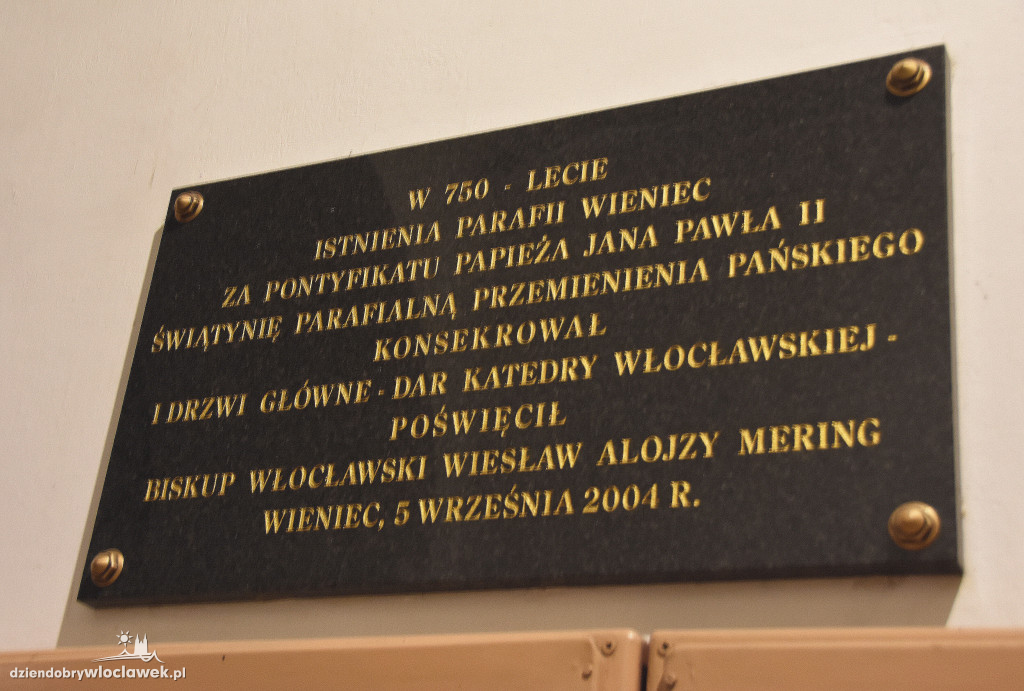 W 750 - LECIE
ISTNIENIA PARAFII WIENIEC
ZA PONTYFIKATU PAPIEŻA JANA PAWŁA II
ŚWIĄTYNIĘ PARAFIALNĄ PRZEMIENIENIA PAŃSKIEGO
KONSEKROWAŁ
I DRZWI GŁÓWNE - DAR KATEDRY WŁOCŁAWSKIEJ -
POŚWIĘCIŁ
BISKUP WŁOCŁAWSKI WIESŁAW ALOJZY MERING
WIENIEC, 5 WRZEŚNIA 2004 R.
dziendobrywloclawek.pl